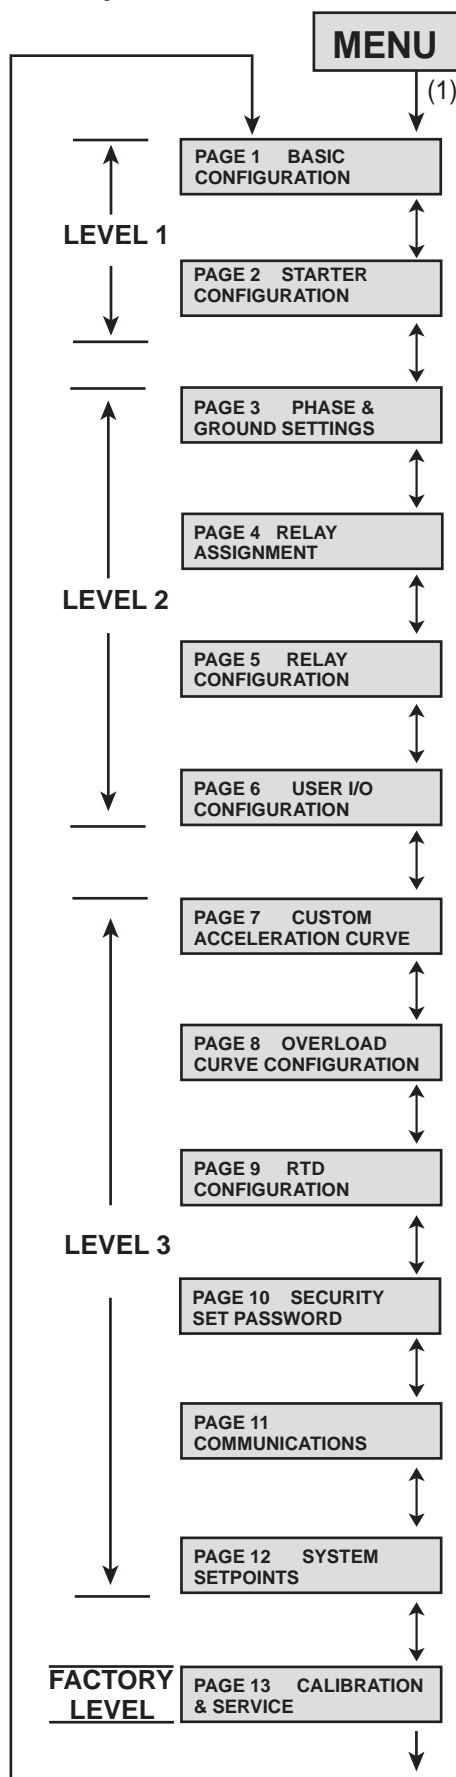 MENU
(1)
PAGE 1 BASIC
CONFIGURATION
LEVEL 1
PAGE 2 STARTER
CONFIGURATION
PAGE 3 PHASE &
GROUND SETTINGS
PAGE 4 RELAY
ASSIGNMENT
LEVEL 2
PAGE 5 RELAY
CONFIGURATION
PAGE 6 USER I/O
CONFIGURATION
PAGE 7 CUSTOM
ACCELERATION CURVE
PAGE 8 OVERLOAD
CURVE CONFIGURATION
PAGE 9 RTD
CONFIGURATION
LEVEL 3
PAGE 10 SECURITY
SET PASSWORD
PAGE 11
COMMUNICATIONS
PAGE 12 SYSTEM
SETPOINTS
FACTORY
LEVEL
PAGE 13 CALIBRATION
& SERVICE